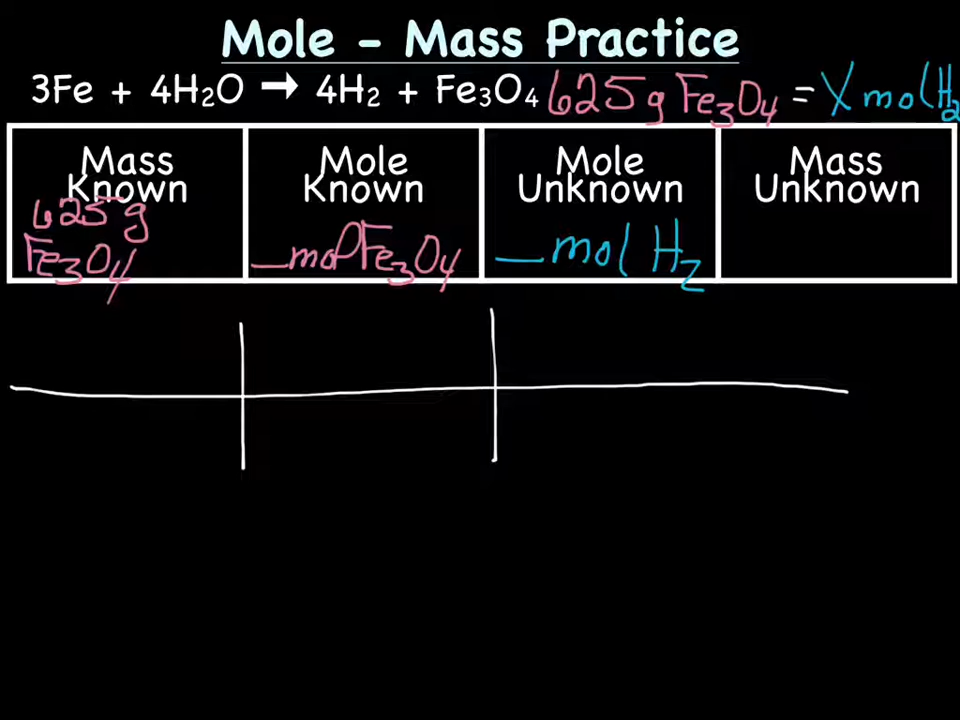 Mole - Mass Practice
3Fe + 4H₂O → 4H₂ + Fe₃O₄ 625 g Fe₃O₄ = X mol H₂
Mass Known
Mole Known
Mole Unknown
Mass Unknown
625 g
Fe₃O₄
_ mol Fe₃O₄
_ mol H₂